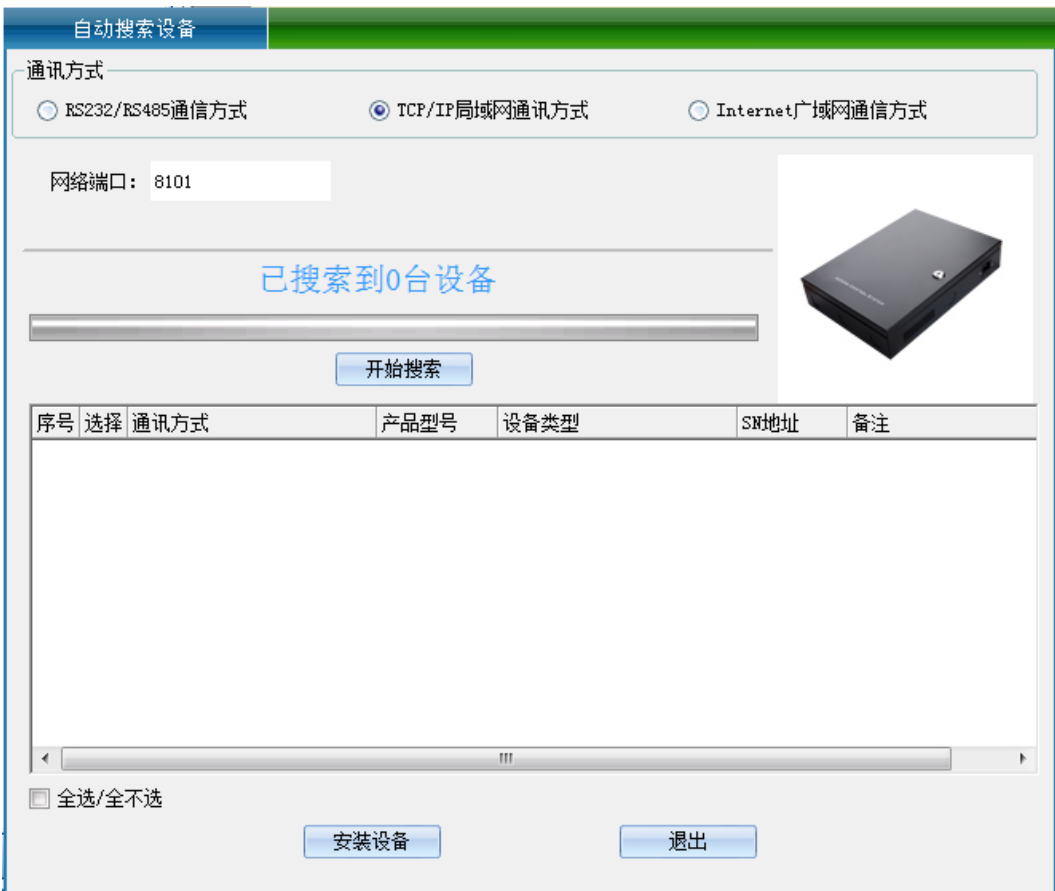 自动搜索设备
通讯方式
RS232/RS485通信方式 TCP/IP局域网通讯方式 Internet广域网通信方式
网络端口: 8101
已搜索到0台设备
开始搜索
序号 选择 通讯方式 产品型号 设备类型 SN地址 备注
全选/全不选
安装设备 退出